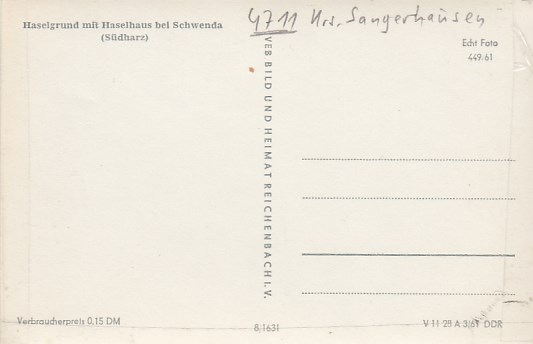 Haselgrund mit Haselhaus bei Schwenda
(Südharz)
4711 Krs. Sangerhausen
Echt Foto
449/61
VEB BILD UND HEIMAT REICHENBACH I. V.
Verbraucherpreis 0.15 DM
8/1631
V 11 28 A 3/61 DDR